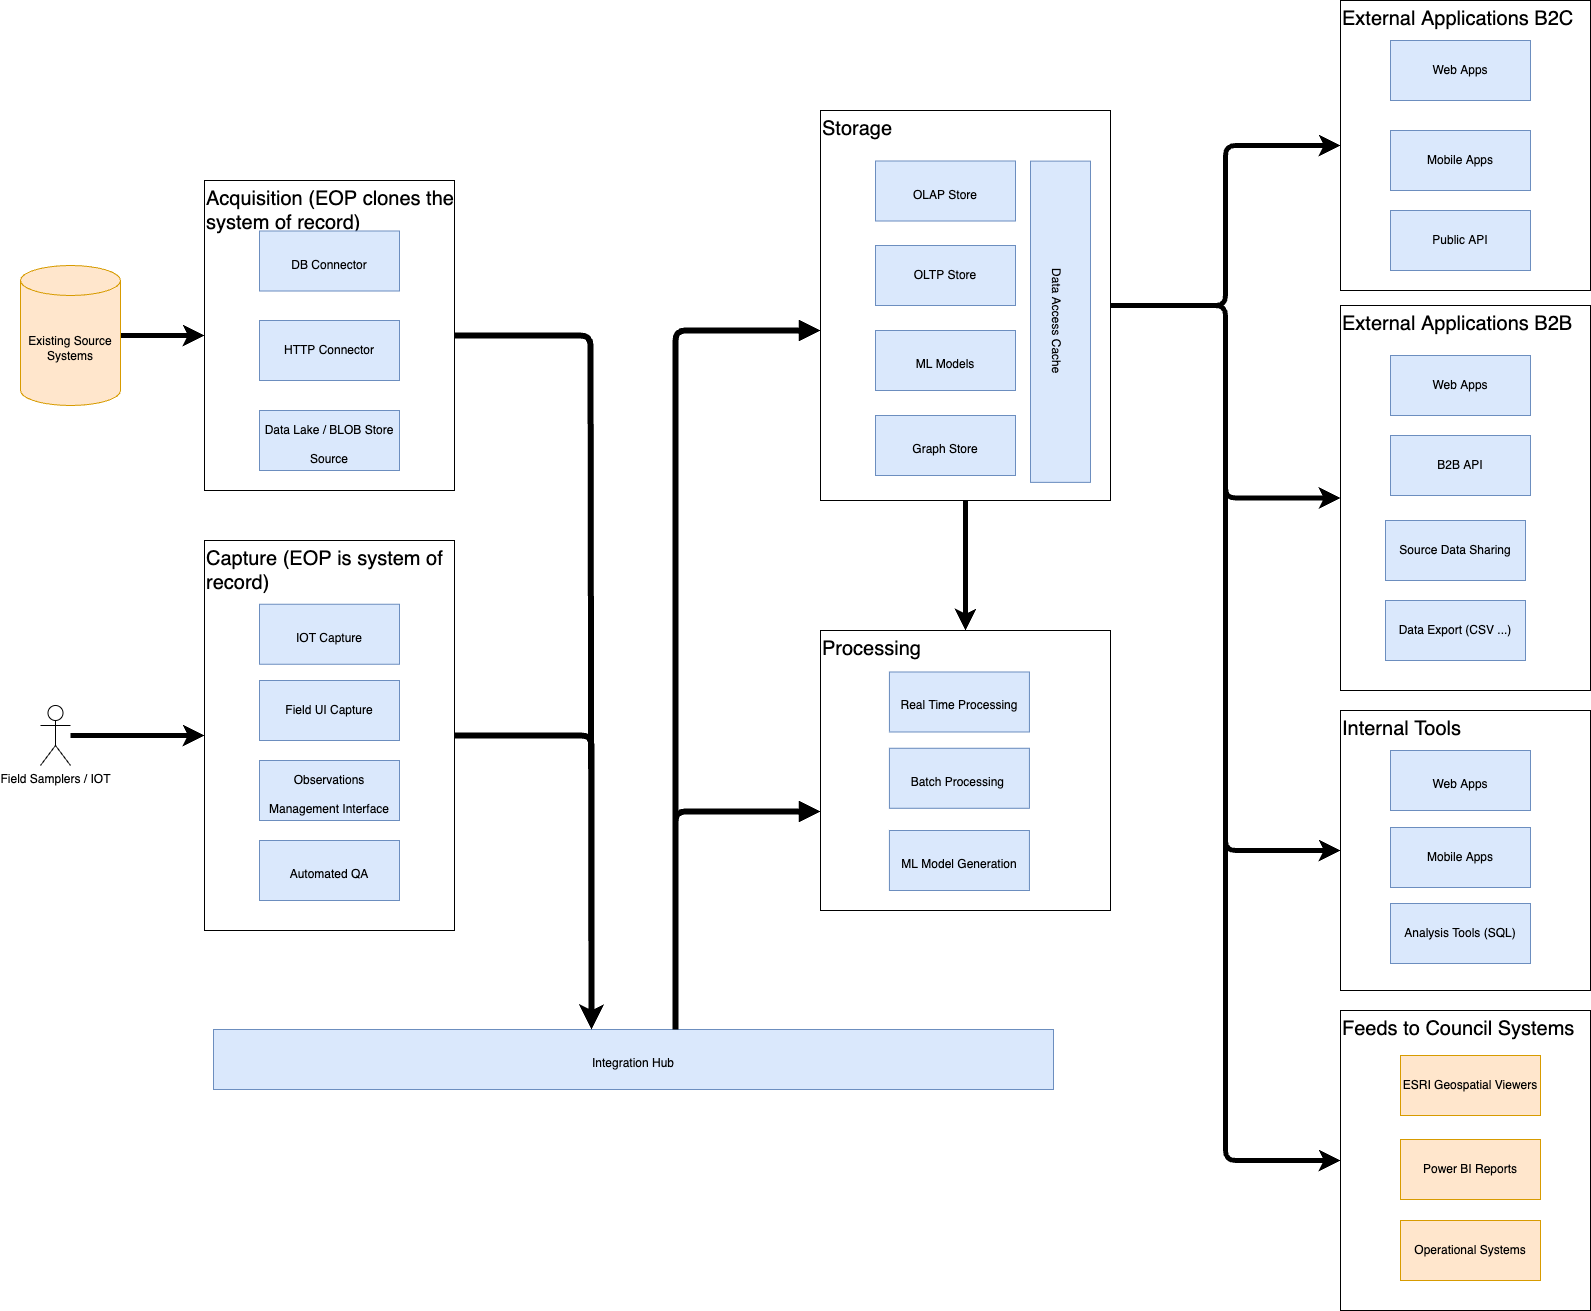 Existing Source
Systems
Field Samplers / IOT
Acquisition (EOP clones the
system of record)
DB Connector
HTTP Connector
Data Lake / BLOB Store
Source
Capture (EOP is system of
record)
IOT Capture
Field UI Capture
Observations
Management Interface
Automated QA
Integration Hub
Storage
OLAP Store
OLTP Store
ML Models
Graph Store
Data Access Cache
Processing
Real Time Processing
Batch Processing
ML Model Generation
External Applications B2C
Web Apps
Mobile Apps
Public API
External Applications B2B
Web Apps
B2B API
Source Data Sharing
Data Export (CSV ...)
Internal Tools
Web Apps
Mobile Apps
Analysis Tools (SQL)
Feeds to Council Systems
ESRI Geospatial Viewers
Power BI Reports
Operational Systems